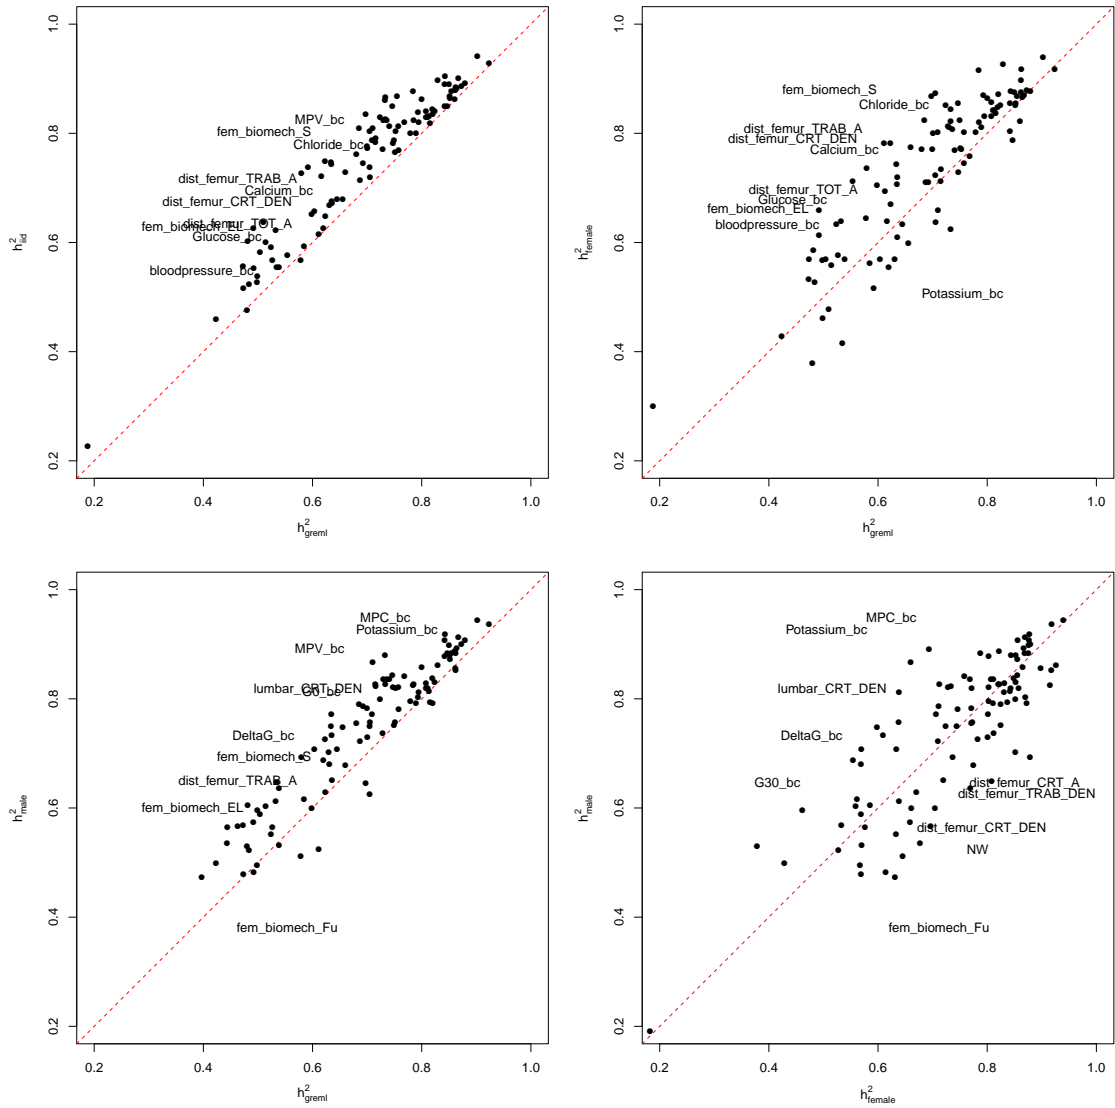 1.0
0.8
0.6
0.4
0.2
h²iid
MPV_bc
fem_biomech_S
Chloride_bc
dist_femur_TRAB_A
Calcium_bc
dist_femur_CRT_DEN
dist_femur_TOT_A
fem_biomech_EL
Glucose_bc
bloodpressure_bc
0.2 0.4 0.6 0.8 1.0
h²greml
1.0
0.8
0.6
0.4
0.2
h²female
fem_biomech_S
Chloride_bc
dist_femur_TRAB_A
dist_femur_CRT_DEN
Calcium_bc
dist_femur_TOT_A
Glucose_bc
fem_biomech_EL
bloodpressure_bc
Potassium_bc
0.2 0.4 0.6 0.8 1.0
h²greml
1.0
0.8
0.6
0.4
0.2
h²male
MPC_bc
Potassium_bc
MPV_bc
lumbar_CRT_DEN
G0_bc
DeltaG_bc
fem_biomech_S
dist_femur_TRAB_A
fem_biomech_EL
fem_biomech_Fu
0.2 0.4 0.6 0.8 1.0
h²greml
1.0
0.8
0.6
0.4
0.2
h²male
MPC_bc
Potassium_bc
lumbar_CRT_DEN
DeltaG_bc
G30_bc
dist_femur_CRT_A
dist_femur_TRAB_DEN
dist_femur_CRT_DEN
NW
fem_biomech_Fu
0.2 0.4 0.6 0.8 1.0
h²female